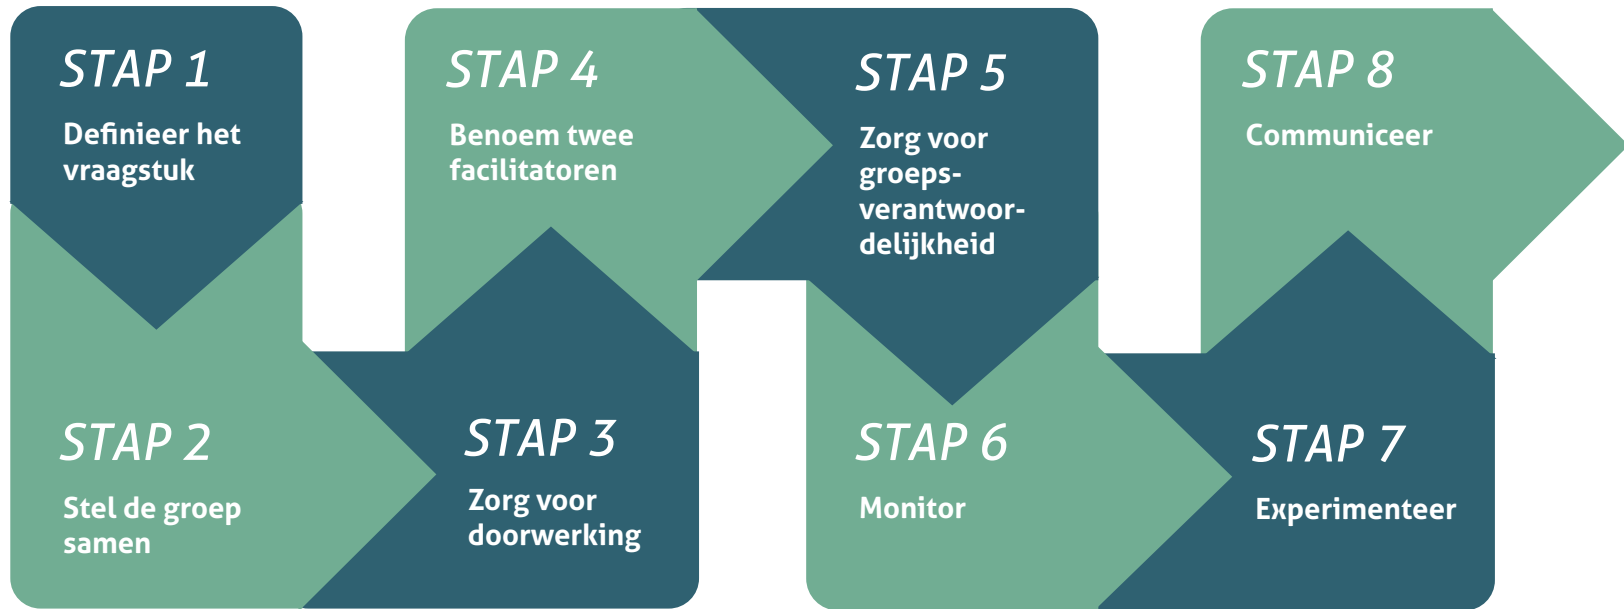 STAP 1
Definieer het
vraagstuk
STAP 2
Stel de groep
samen
STAP 3
Zorg voor
doorwerking
STAP 4
Benoem twee
facilitatoren
STAP 5
Zorg voor
groeps-
verantwoor-
delijkheid
STAP 6
Monitor
STAP 7
Experimenteer
STAP 8
Communiceer